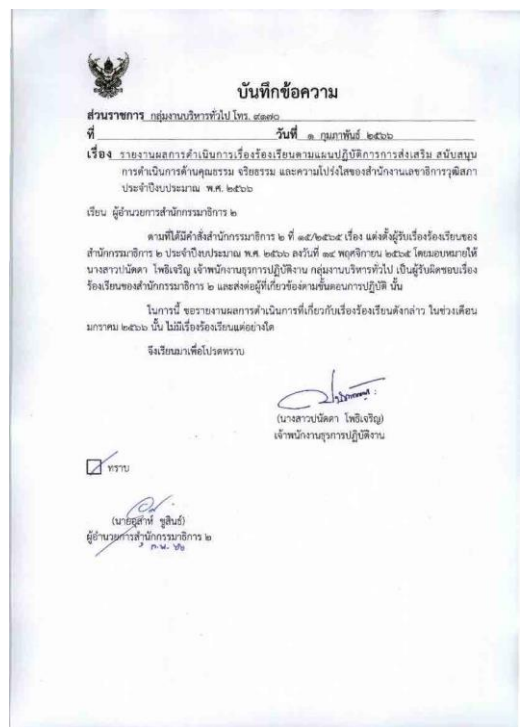 บันทึกข้อความ
ส่วนราชการ กลุ่มงานบริหารทั่วไป โทร. ๙๑๗๐
ที่ วันที่ ๑ กุมภาพันธ์ ๒๕๖๖
เรื่อง รายงานผลการดำเนินการเรื่องร้องเรียนตามแผนปฏิบัติการการส่งเสริม สนับสนุน
การดำเนินการด้านคุณธรรม จริยธรรม และความโปร่งใสของสำนักงานเลขาธิการวุฒิสภา
ประจำปีงบประมาณ พ.ศ. ๒๕๖๖
เรียน ผู้อำนวยการสำนักกรรมาธิการ ๒
ตามที่ได้มีคำสั่งสำนักกรรมาธิการ ๒ ที่ ๑๕/๒๕๖๕ เรื่อง แต่งตั้งผู้รับเรื่องร้องเรียนของ
สำนักกรรมาธิการ ๒ ประจำปีงบประมาณ พ.ศ. ๒๕๖๖ ลงวันที่ ๑๔ พฤศจิกายน ๒๕๖๕ โดยมอบหมายให้
นางสาวปนัดดา โพธิเจริญ เจ้าพนักงานธุรการปฏิบัติงาน กลุ่มงานบริหารทั่วไป เป็นผู้รับผิดชอบเรื่อง
ร้องเรียนของสำนักกรรมาธิการ ๒ และส่งต่อผู้ที่เกี่ยวข้องตามขั้นตอนการปฏิบัติ นั้น
ในการนี้ ขอรายงานผลการดำเนินการที่เกี่ยวกับเรื่องร้องเรียนดังกล่าว ในช่วงเดือน
มกราคม ๒๕๖๖ นั้น ไม่มีเรื่องร้องเรียนแต่อย่างใด
จึงเรียนมาเพื่อโปรดทราบ
(นางสาวปนัดดา โพธิเจริญ)
เจ้าพนักงานธุรการปฏิบัติงาน
ทราบ
(นายอุสาห์ ชูสินธ์)
ผู้อำนวยการสำนักกรรมาธิการ ๒
ก.พ. ๖๖